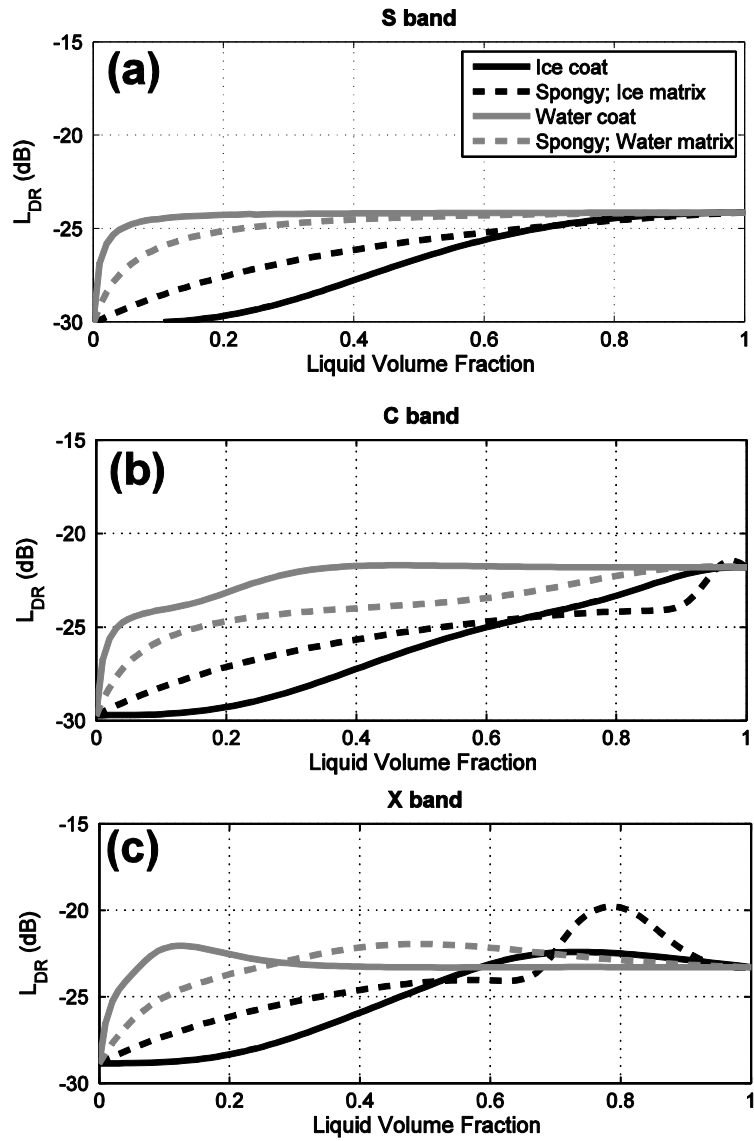 S band
(a)
Ice coat
Spongy; Ice matrix
Water coat
Spongy; Water matrix
-15
-20
-25
-30
LDR (dB)
0 0.2 0.4 0.6 0.8 1
Liquid Volume Fraction
C band
(b)
-15
-20
-25
-30
LDR (dB)
0 0.2 0.4 0.6 0.8 1
Liquid Volume Fraction
X band
(c)
-15
-20
-25
-30
LDR (dB)
0 0.2 0.4 0.6 0.8 1
Liquid Volume Fraction